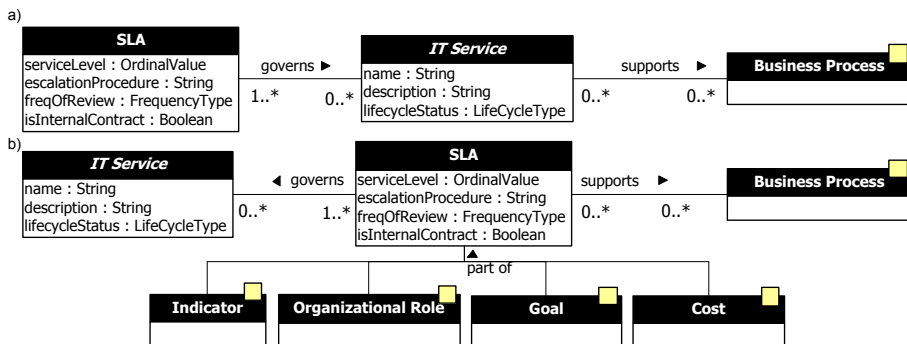 a)
SLA
serviceLevel : OrdinalValue
escalationProcedure : String
freqOfReview : FrequencyType
isInternalContract : Boolean
governs ►
1..*
0..*
IT Service
name : String
description : String
lifecycleStatus : LifeCycleType
supports ►
0..*
0..*
Business Process
b)
IT Service
name : String
description : String
lifecycleStatus : LifeCycleType
◄ governs
0..*
1..*
SLA
serviceLevel : OrdinalValue
escalationProcedure : String
freqOfReview : FrequencyType
isInternalContract : Boolean
supports ►
0..*
0..*
Business Process
part of
Indicator
Organizational Role
Goal
Cost